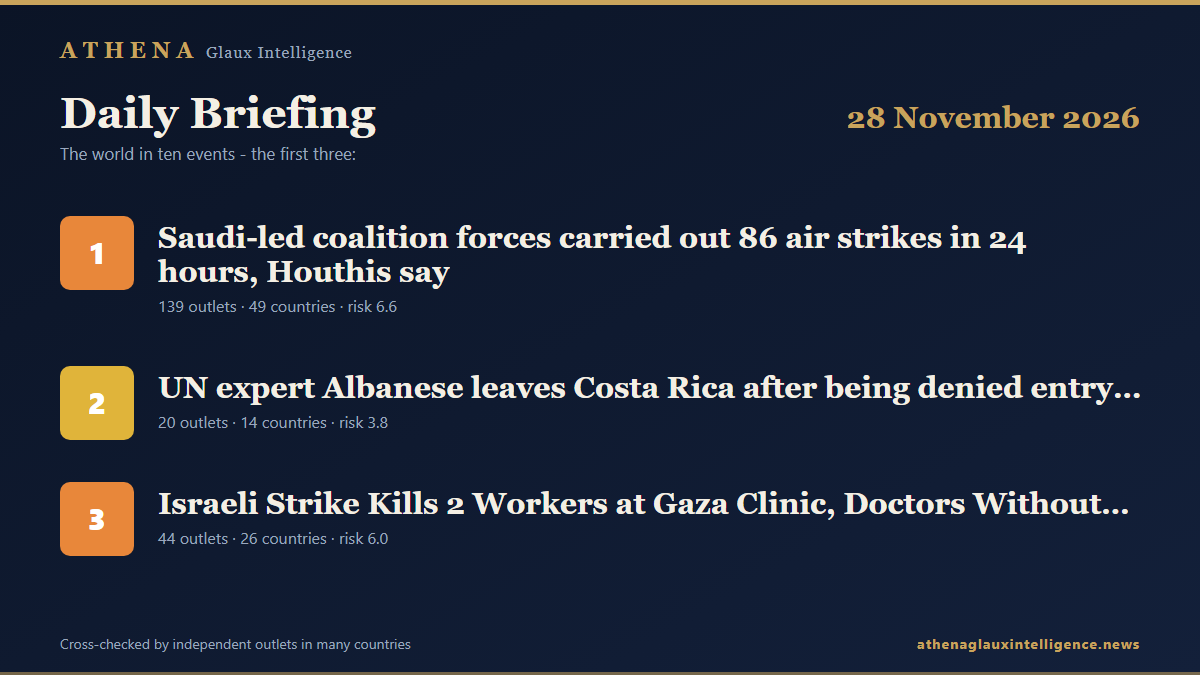 ATHENA Glaux Intelligence
Daily Briefing
28 November 2026
The world in ten events - the first three:
1
Saudi-led coalition forces carried out 86 air strikes in 24
hours, Houthis say
139 outlets · 49 countries · risk 6.6
2
UN expert Albanese leaves Costa Rica after being denied entry...
20 outlets · 14 countries · risk 3.8
3
Israeli Strike Kills 2 Workers at Gaza Clinic, Doctors Without...
44 outlets · 26 countries · risk 6.0
Cross-checked by independent outlets in many countries
athenaglauxintelligence.news